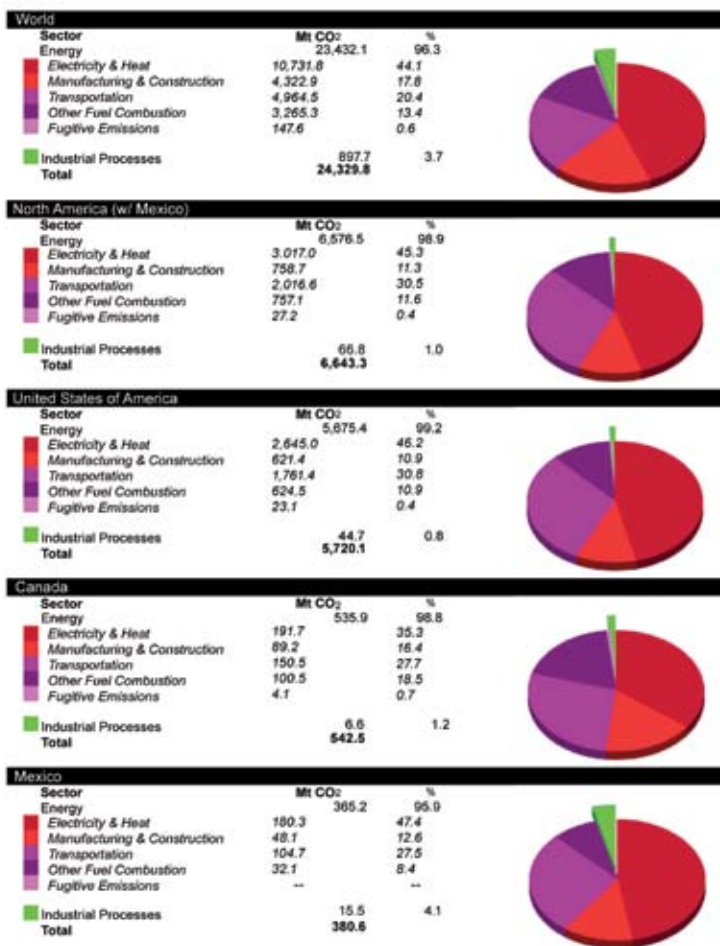 World
Sector Mt CO2 %
Energy 23,432.1 96.3
Electricity & Heat 10,731.8 44.1
Manufacturing & Construction 4,322.9 17.8
Transportation 4,964.5 20.4
Other Fuel Combustion 3,265.3 13.4
Fugitive Emissions 147.6 0.6
Industrial Processes 897.7 3.7
Total 24,329.8
North America (w/ Mexico)
Sector Mt CO2 %
Energy 6,576.5 98.9
Electricity & Heat 3.017.0 45.3
Manufacturing & Construction 758.7 11.3
Transportation 2,016.6 30.5
Other Fuel Combustion 757.1 11.6
Fugitive Emissions 27.2 0.4
Industrial Processes 66.8 1.0
Total 6,643.3
United States of America
Sector Mt CO2 %
Energy 5,675.4 99.2
Electricity & Heat 2,645.0 46.2
Manufacturing & Construction 621.4 10.9
Transportation 1,761.4 30.8
Other Fuel Combustion 624.5 10.9
Fugitive Emissions 23.1 0.4
Industrial Processes 44.7 0.8
Total 5,720.1
Canada
Sector Mt CO2 %
Energy 535.9 98.8
Electricity & Heat 191.7 35.3
Manufacturing & Construction 89.2 16.4
Transportation 150.5 27.7
Other Fuel Combustion 100.5 18.5
Fugitive Emissions 4.1 0.7
Industrial Processes 6.6 1.2
Total 542.5
Mexico
Sector Mt CO2 %
Energy 365.2 95.9
Electricity & Heat 180.3 47.4
Manufacturing & Construction 48.1 12.6
Transportation 104.7 27.5
Other Fuel Combustion 32.1 8.4
Fugitive Emissions -- --
Industrial Processes 15.5 4.1
Total 380.6